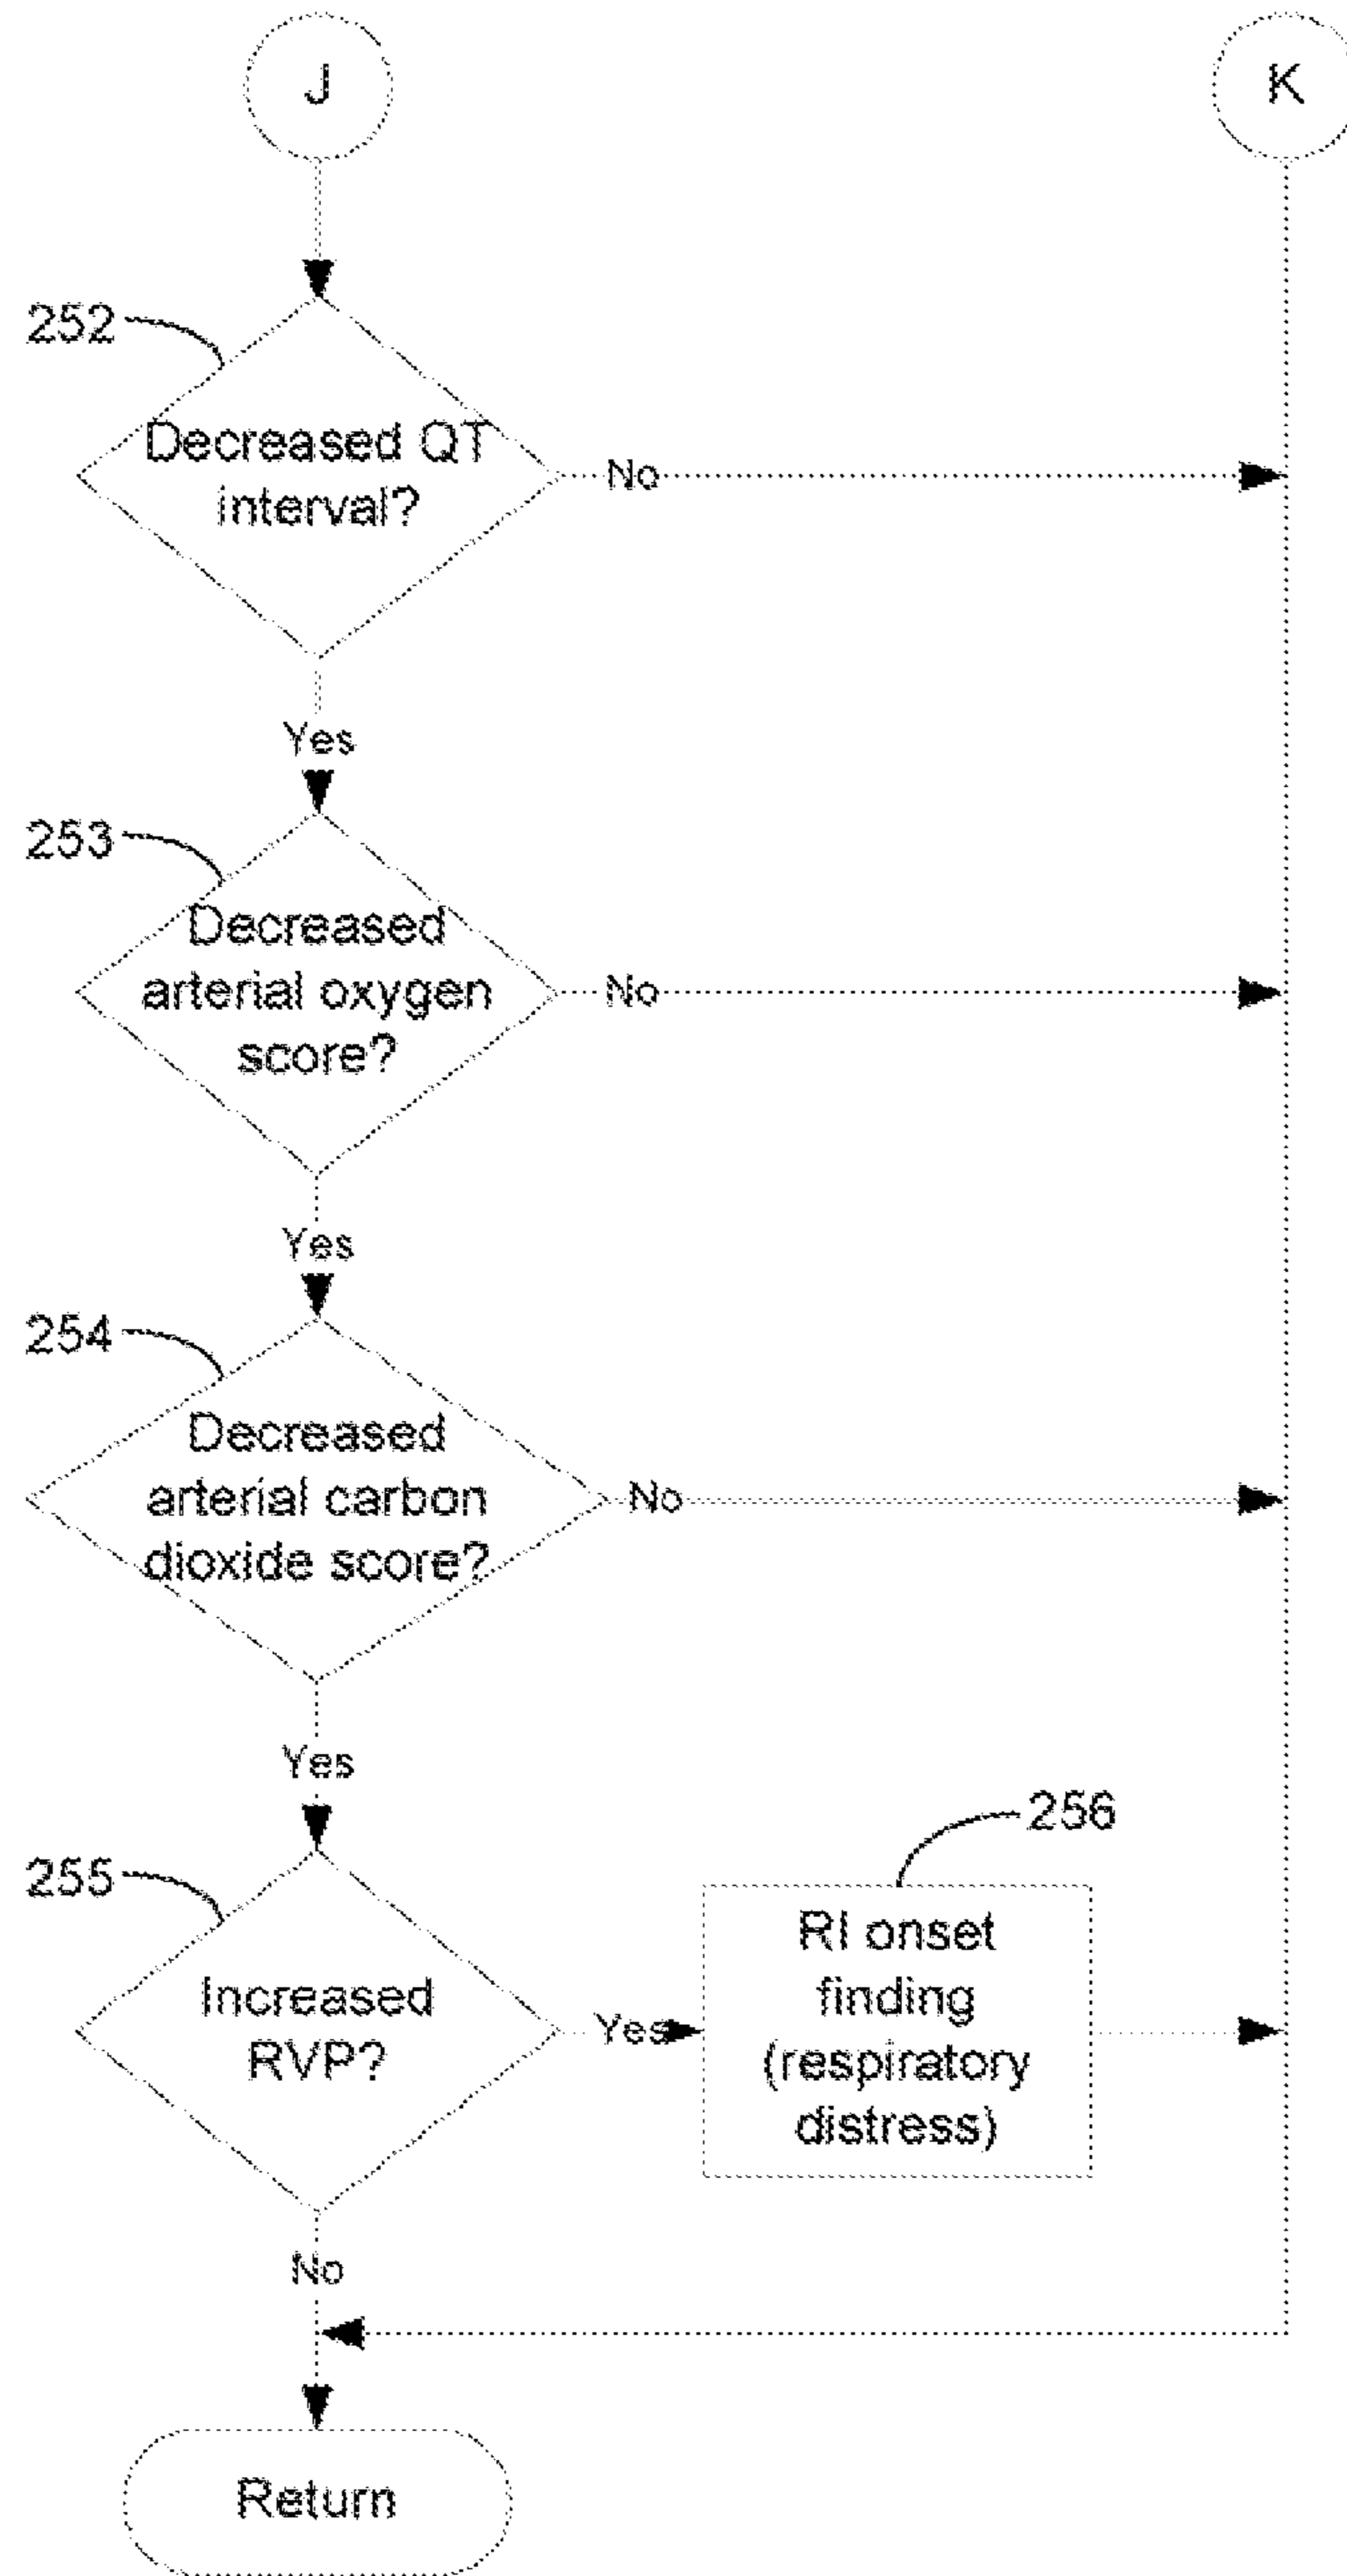 J
K
252
Decreased QT
interval?
No
Yes
253
Decreased
arterial oxygen
score?
No
Yes
254
Decreased
arterial carbon
dioxide score?
No
Yes
255
Increased
RVP?
Yes
256
RI onset
finding
(respiratory
distress)
No
Return